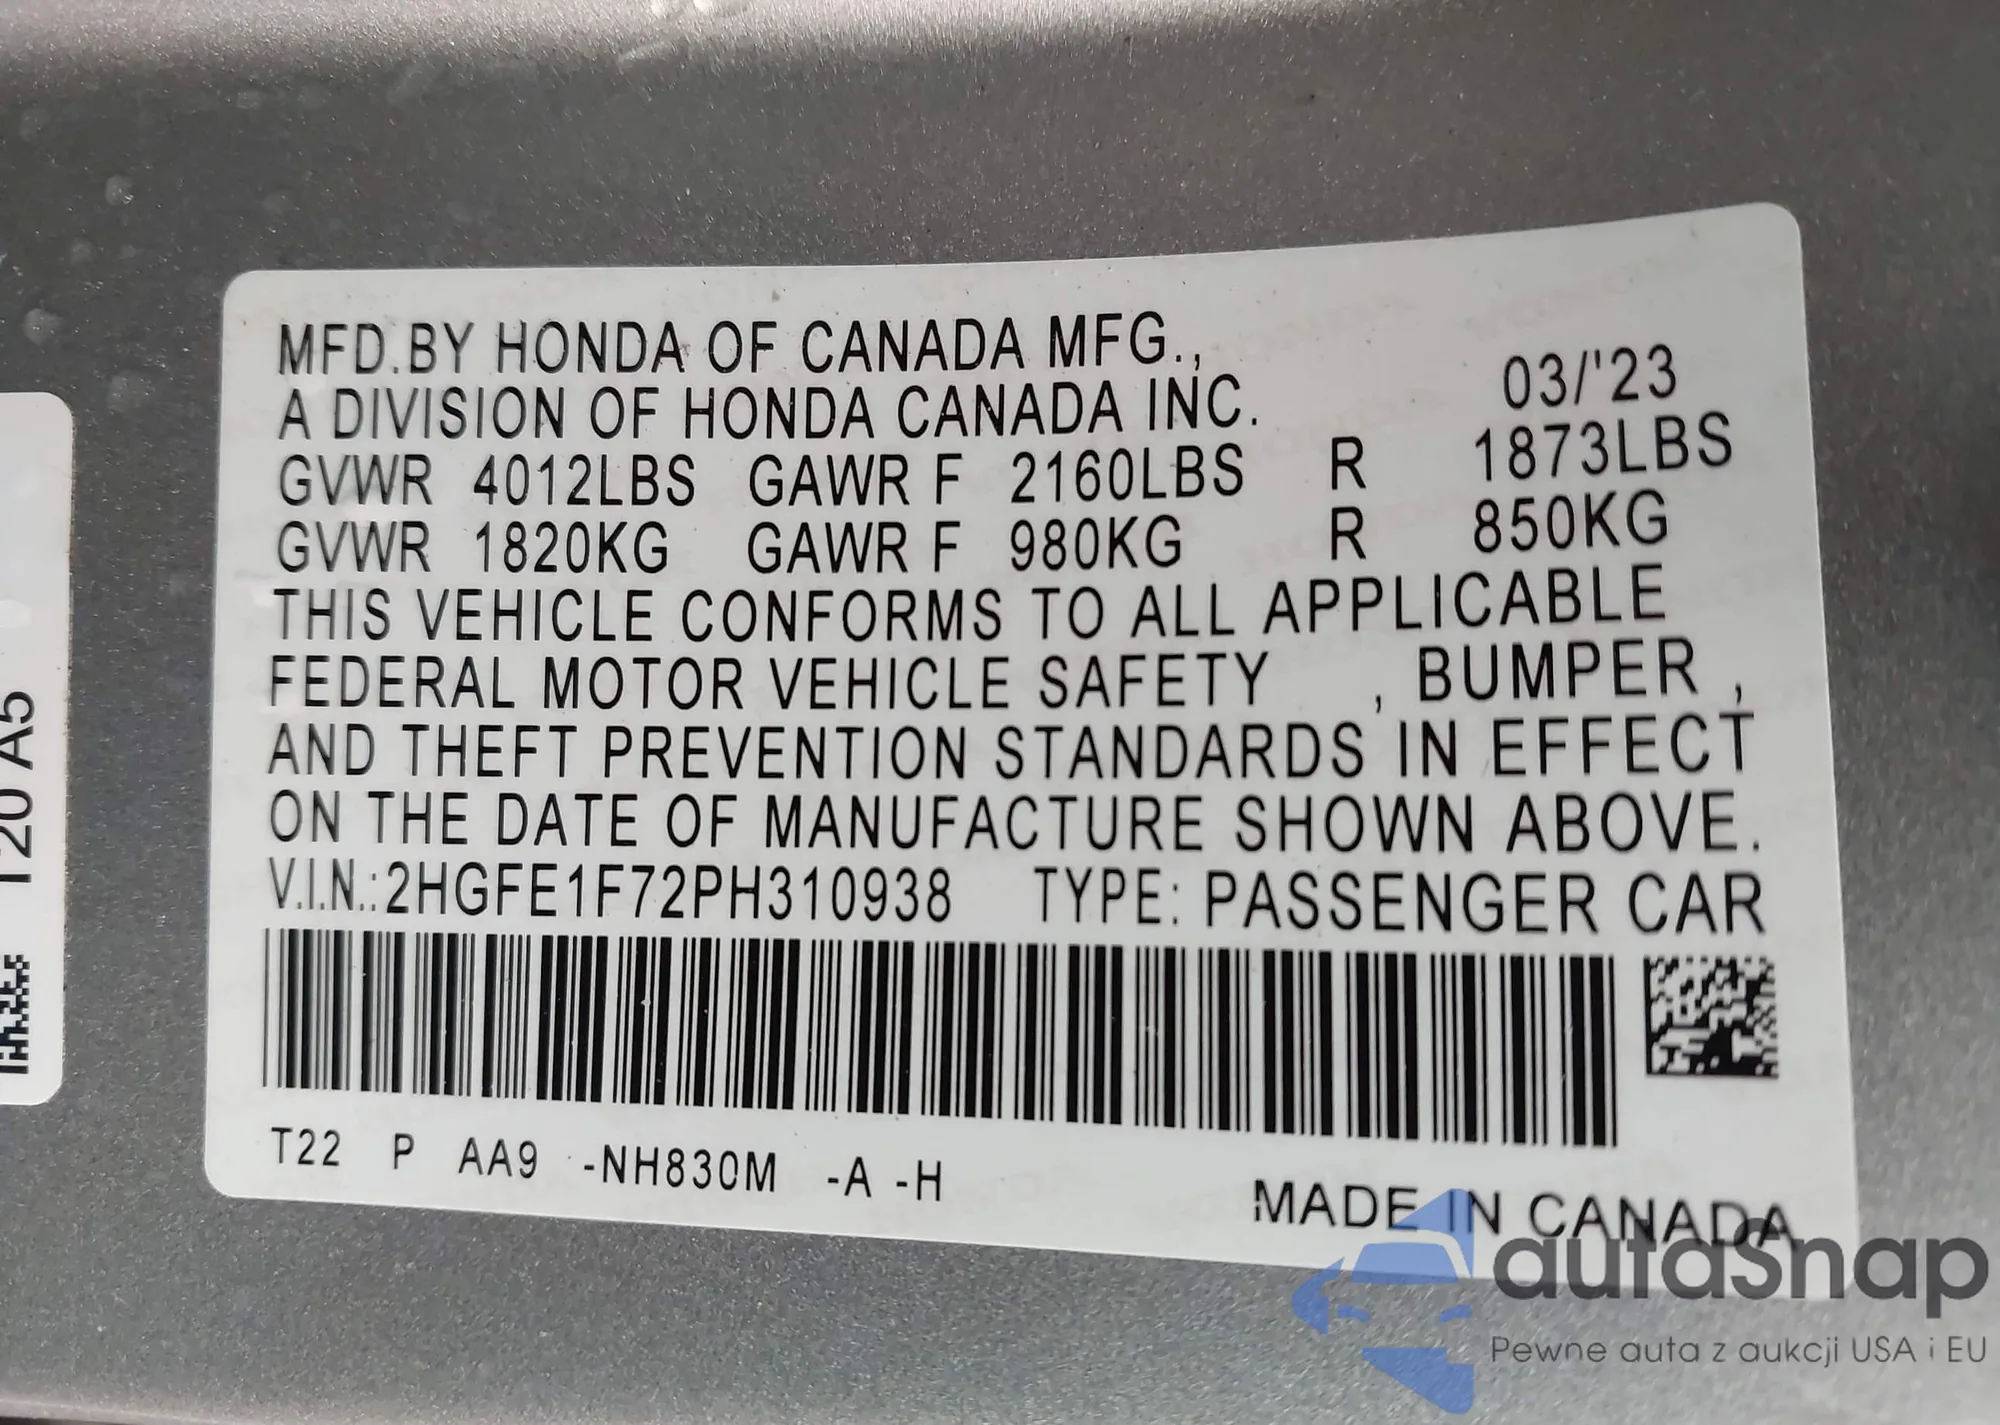 MFD.BY HONDA OF CANADA MFG.,
A DIVISION OF HONDA CANADA INC. 03/'23
GVWR 4012LBS GAWR F 2160LBS R 1873LBS
GVWR 1820KG GAWR F 980KG R 850KG
THIS VEHICLE CONFORMS TO ALL APPLICABLE
FEDERAL MOTOR VEHICLE SAFETY , BUMPER ,
AND THEFT PREVENTION STANDARDS IN EFFECT
ON THE DATE OF MANUFACTURE SHOWN ABOVE.
V.I.N.:2HGFE1F72PH310938 TYPE: PASSENGER CAR
T22 P AA9 -NH830M -A -H
MADE IN CANADA
T20 A5
autaSnap
Pewne auta z aukcji USA i EU